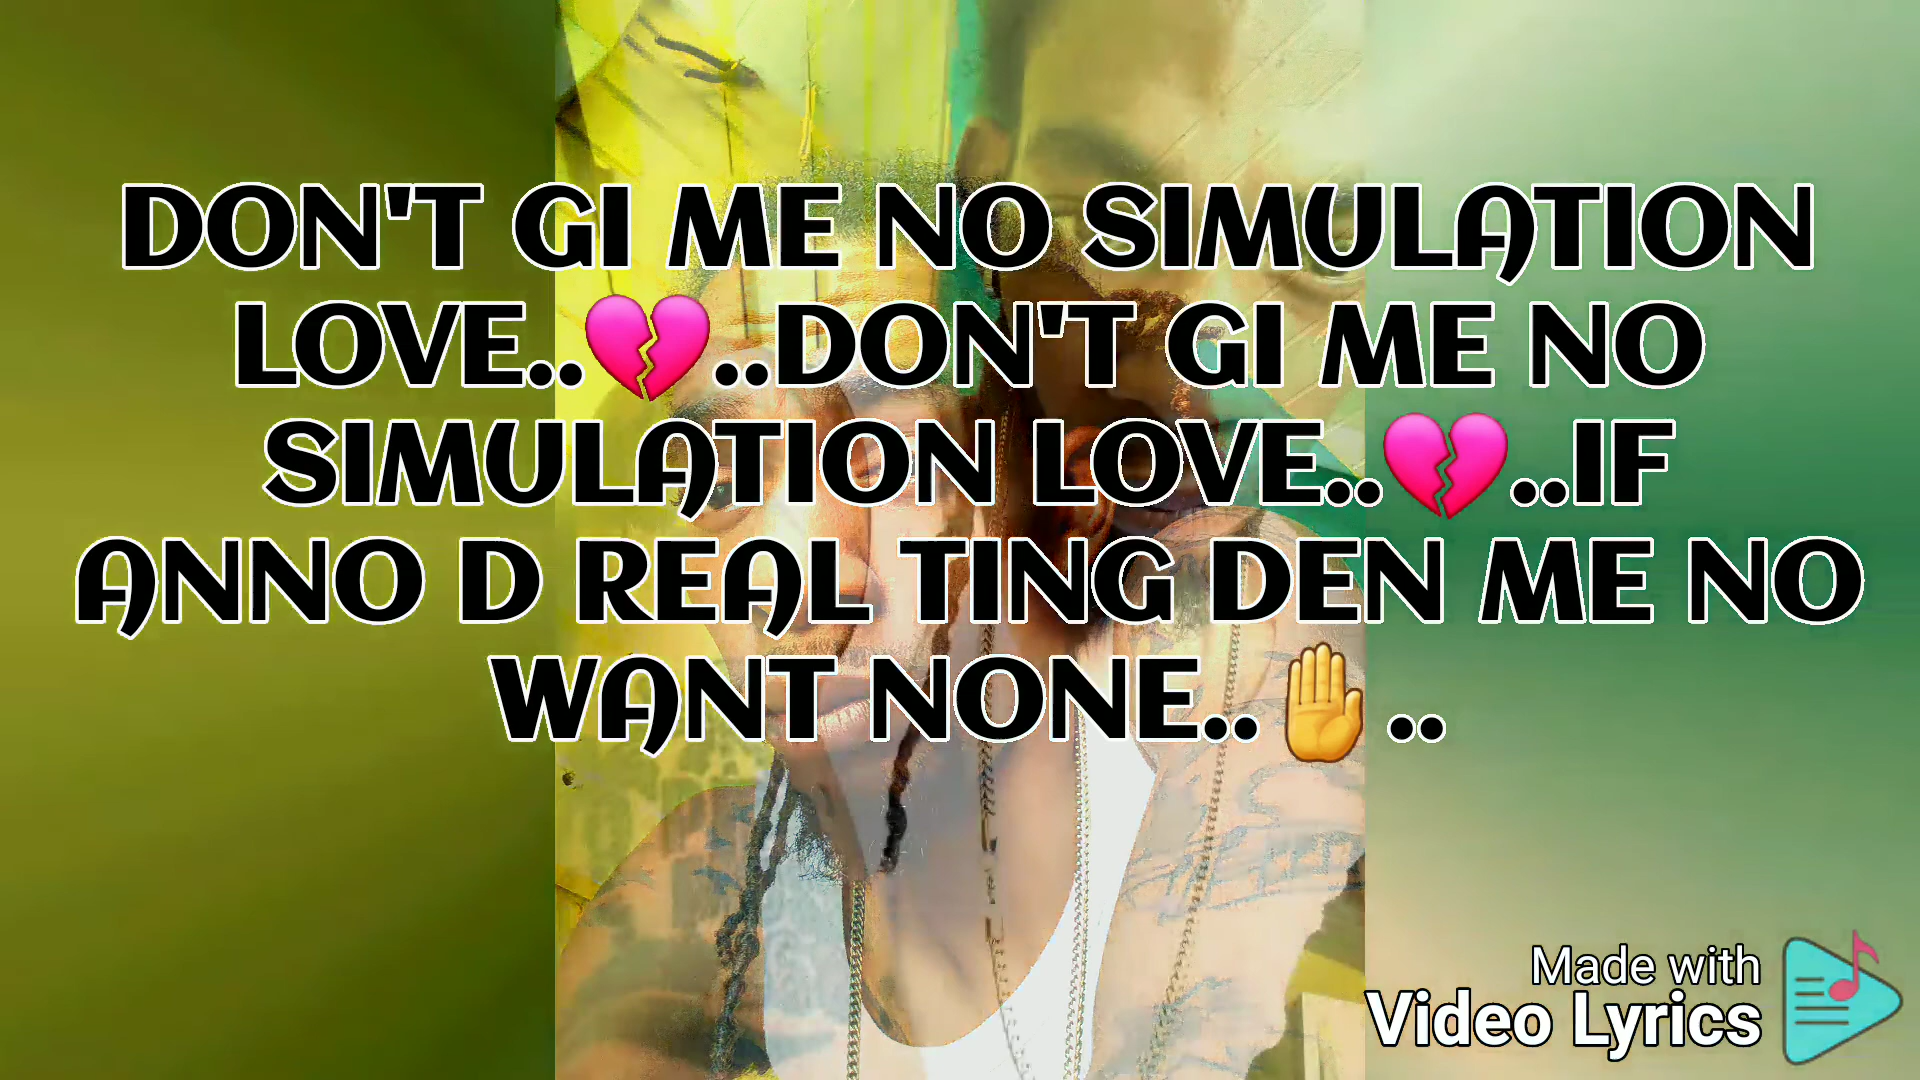 DON'T GI ME NO SIMULATION
LOVE..💔..DON'T GI ME NO
SIMULATION LOVE..💔..IF
ANNO D REAL TING DEN ME NO
WANT NONE..✋..
Made with
Video Lyrics